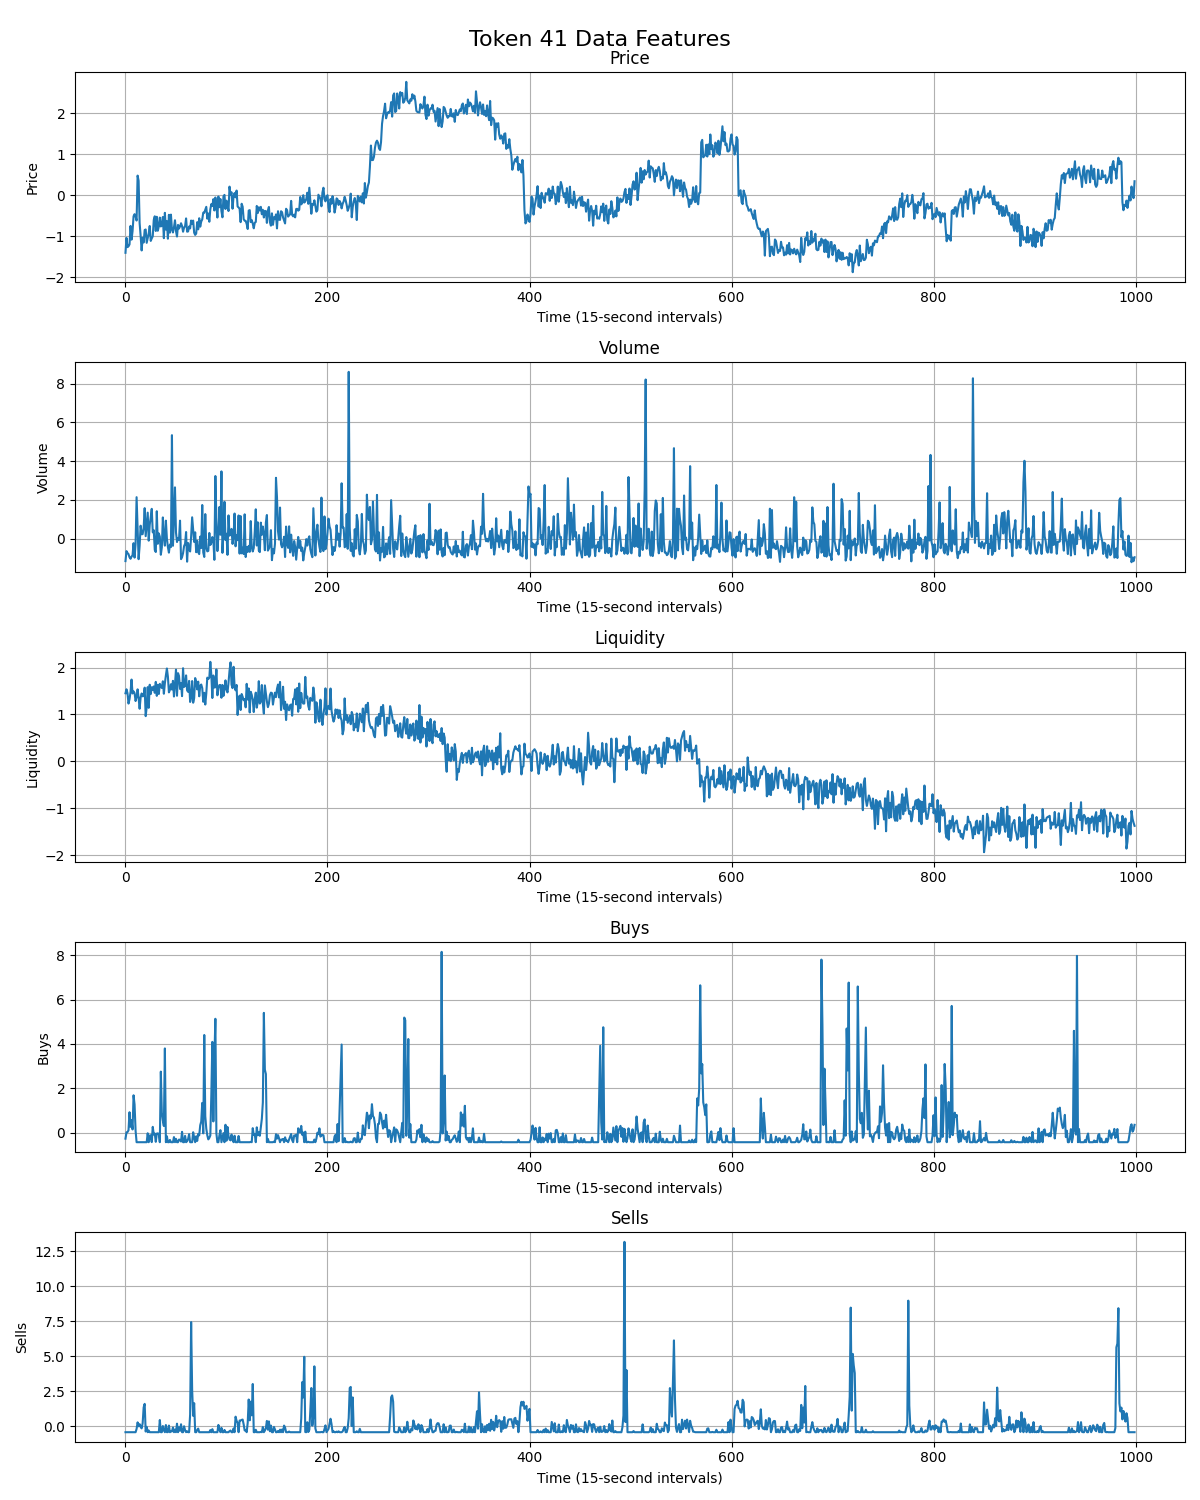 Token 41 Data Features
Price
Price
2
1
0
−1
−2
0 200 400 600 800 1000
Time (15-second intervals)
Volume
Volume
8
6
4
2
0
0 200 400 600 800 1000
Time (15-second intervals)
Liquidity
Liquidity
2
1
0
−1
−2
0 200 400 600 800 1000
Time (15-second intervals)
Buys
Buys
8
6
4
2
0
0 200 400 600 800 1000
Time (15-second intervals)
Sells
Sells
12.5
10.0
7.5
5.0
2.5
0.0
0 200 400 600 800 1000
Time (15-second intervals)